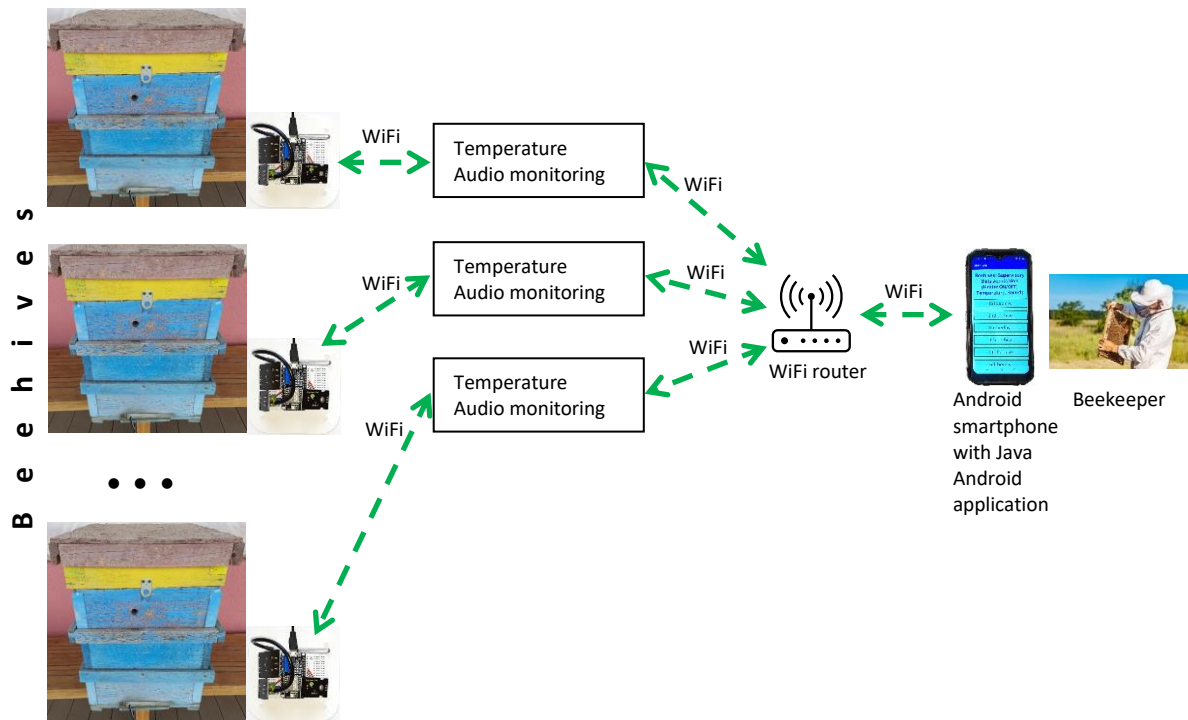 Beehives
WiFi
Temperature
Audio monitoring
WiFi
WiFi
Temperature
Audio monitoring
WiFi
WiFi
Temperature
Audio monitoring
WiFi
WiFi router
WiFi
Android
smartphone
with Java
Android
application
Beekeeper